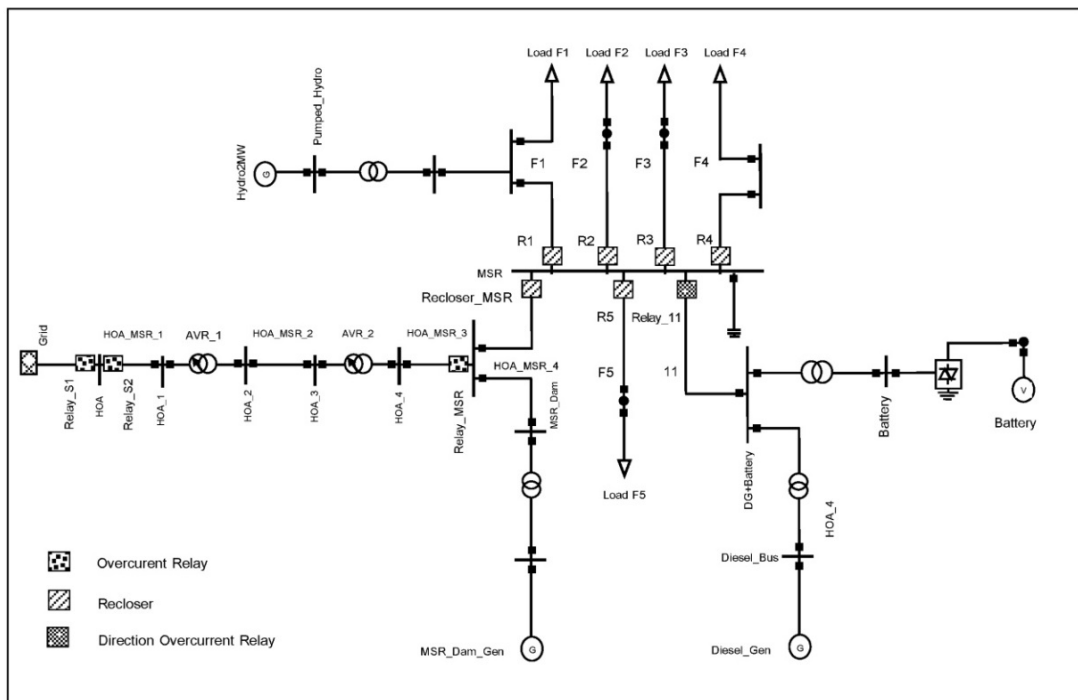 Load F1
Load F2
Load F3
Load F4
Pumped_Hydro
Hydro2MW
G
F1
F2
F3
F4
R1
R2
R3
R4
MSR
Recloser_MSR
R5
Relay_11
Grid
HOA_MSR_1
AVR_1
HOA_MSR_2
AVR_2
HOA_MSR_3
HOA_MSR_4
F5
11
Relay_S1
HOA
Relay_S2
HOA_1
HOA_2
HOA_3
HOA_4
Relay_MSR
MSR_Dam
Battery
V
Battery
Load F5
DG+Battery
HOA_4
Diesel_Bus
Overcurent Relay
Recloser
Direction Overcurrent Relay
MSR_Dam_Gen
G
Diesel_Gen
G